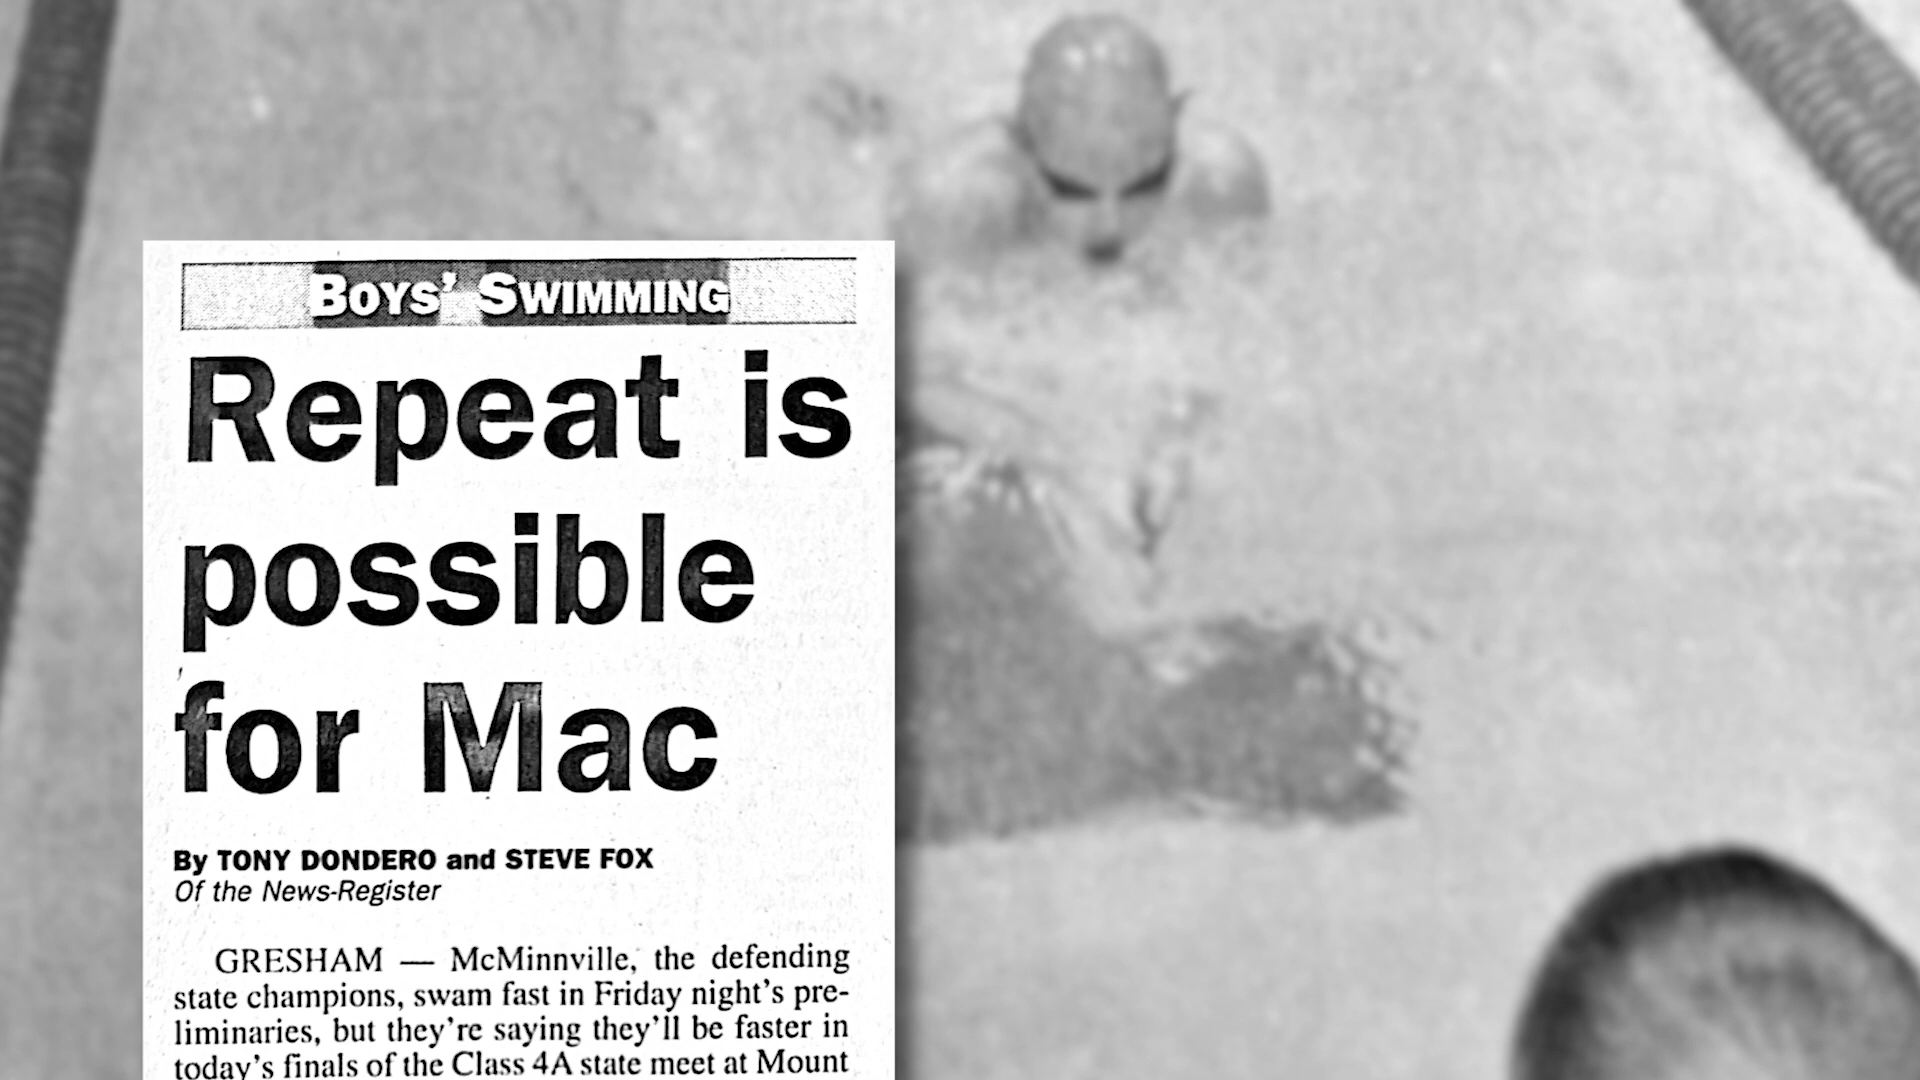 BOYS' SWIMMING
Repeat is
possible
for Mac
By TONY DONDERO and STEVE FOX
Of the News-Register
GRESHAM — McMinnville, the defending
state champions, swam fast in Friday night's pre-
liminaries, but they're saying they'll be faster in
today's finals of the Class 4A state meet at Mount